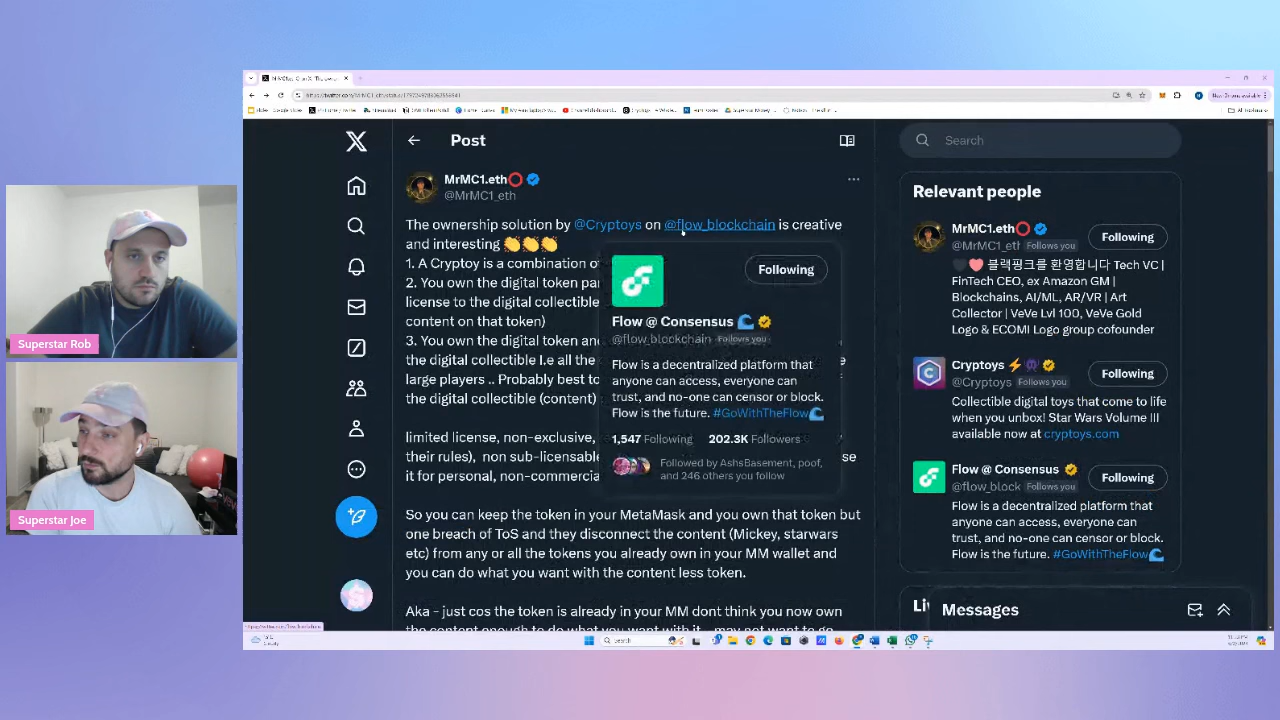 Post
Search
MrMC1.eth
@MrMC1_eth
The ownership solution by @Cryptoys on @flow_blockchain is creative
and interesting
1. A Cryptoy is a combination o
2. You own the digital token par
license to the digital collectible
content on that token)
3. You own the digital token and
the digital collectible I.e all the
large players .. Probably best to
the digital collectible (content)
limited license, non-exclusive,
their rules), non sub-licensable
it for personal, non-commercia
So you can keep the token in your MetaMask and you own that token but
one breach of ToS and they disconnect the content (Mickey, starwars
etc) from any or all the tokens you already own in your MM wallet and
you can do what you want with the content less token.
Aka - just cos the token is already in your MM dont think you now own
the content enough to do what you want with it
Following
Flow @ Consensus
@flow_blockchain Follows you
Flow is a decentralized platform that
anyone can access, everyone can
trust, and no-one can censor or block.
Flow is the future. #GoWithTheFlow
1,547 Following 202.3K Followers
Followed by AshsBasement, poof,
and 246 others you follow
Relevant people
MrMC1.eth
@MrMC1_eth Follows you
Following
블랙핑크를 환영합니다 Tech VC |
FinTech CEO, ex Amazon GM |
Blockchains, AI/ML, AR/VR | Art
Collector | VeVe Lvl 100, VeVe Gold
Logo & ECOMI Logo group cofounder
Cryptoys
@Cryptoys Follows you
Following
Collectible digital toys that come to life
when you unbox! Star Wars Volume III
available now at cryptoys.com
Flow @ Consensus
@flow_block Follows you
Following
Flow is a decentralized platform that
anyone can access, everyone can
trust, and no-one can censor or block.
Flow is the future. #GoWithTheFlow
Messages
Superstar Rob
Superstar Joe
Search